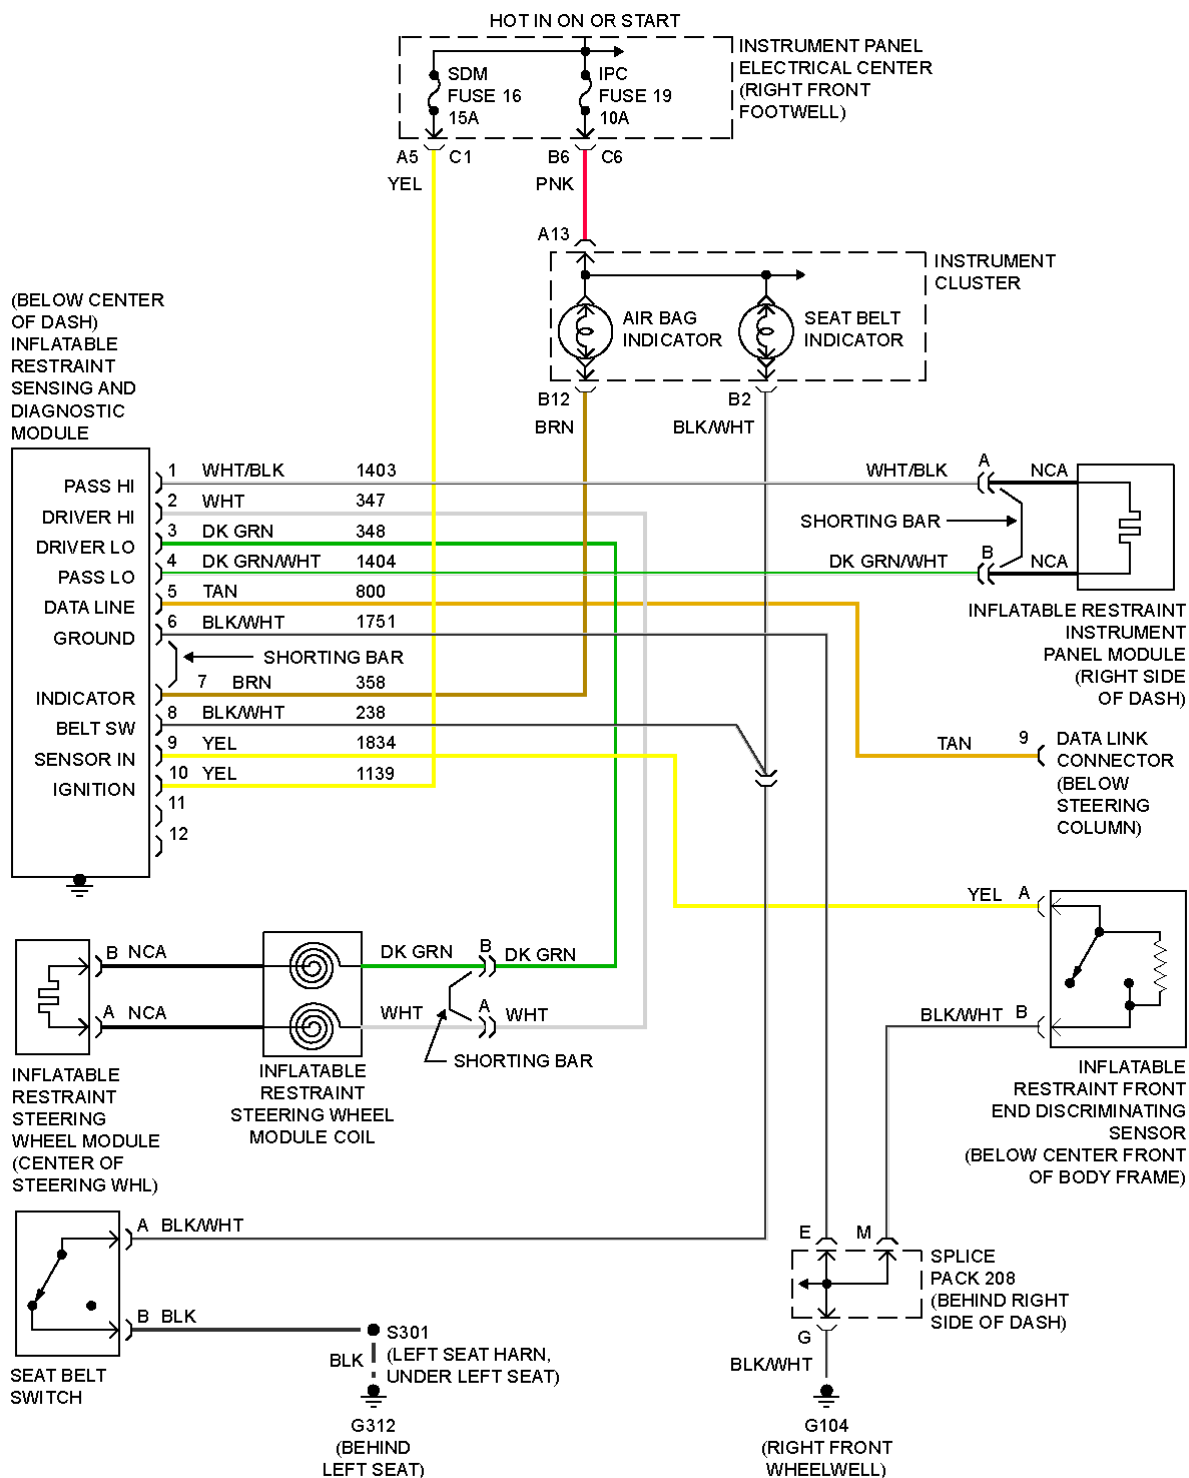 HOT IN ON OR START
INSTRUMENT PANEL
ELECTRICAL CENTER
(RIGHT FRONT
FOOTWELL)
SDM
FUSE 16
15A
IPC
FUSE 19
10A
A5
C1
B6
C6
YEL
PNK
A13
INSTRUMENT
CLUSTER
AIR BAG
INDICATOR
SEAT BELT
INDICATOR
B12
B2
BRN
BLK/WHT
(BELOW CENTER
OF DASH)
INFLATABLE
RESTRAINT
SENSING AND
DIAGNOSTIC
MODULE
PASS HI
1
WHT/BLK
1403
DRIVER HI
2
WHT
347
DRIVER LO
3
DK GRN
348
PASS LO
4
DK GRN/WHT
1404
DATA LINE
5
TAN
800
GROUND
6
BLK/WHT
1751
SHORTING BAR
INDICATOR
7
BRN
358
BELT SW
8
BLK/WHT
238
SENSOR IN
9
YEL
1834
IGNITION
10
YEL
1139
11
12
WHT/BLK
A
NCA
SHORTING BAR
DK GRN/WHT
B
NCA
INFLATABLE RESTRAINT
INSTRUMENT
PANEL MODULE
(RIGHT SIDE
OF DASH)
TAN
9
DATA LINK
CONNECTOR
(BELOW
STEERING
COLUMN)
YEL
A
BLK/WHT
B
INFLATABLE
RESTRAINT FRONT
END DISCRIMINATING
SENSOR
(BELOW CENTER FRONT
OF BODY FRAME)
B
NCA
A
NCA
DK GRN
B
DK GRN
WHT
A
WHT
SHORTING BAR
INFLATABLE
RESTRAINT
STEERING
WHEEL MODULE
(CENTER OF
STEERING WHL)
INFLATABLE
RESTRAINT
STEERING WHEEL
MODULE COIL
A
BLK/WHT
B
BLK
SEAT BELT
SWITCH
S301
(LEFT SEAT HARN,
UNDER LEFT SEAT)
BLK
G312
(BEHIND
LEFT SEAT)
E
M
SPLICE
PACK 208
(BEHIND RIGHT
SIDE OF DASH)
G
BLK/WHT
G104
(RIGHT FRONT
WHEELWELL)